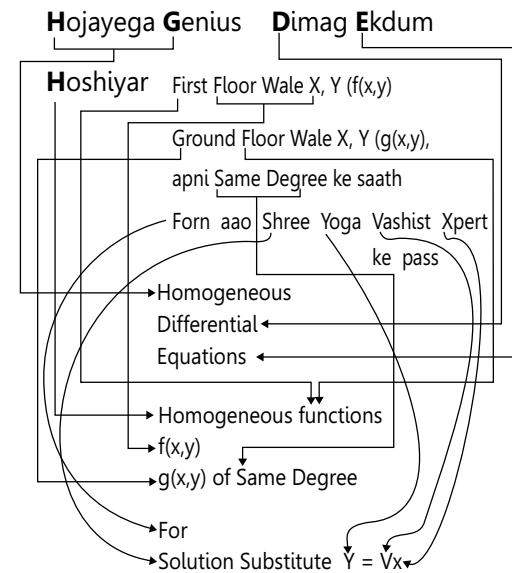 Hojayega Genius Dimag Ekdum
Hoshiyar First Floor Wale X, Y (f(x,y)
Ground Floor Wale X, Y (g(x,y),
apni Same Degree ke saath
Forn aao Shree Yoga Vashist Xpert
ke pass
Homogeneous
Differential
Equations
Homogeneous functions
f(x,y)
g(x,y) of Same Degree
For
Solution Substitute Y = Vx